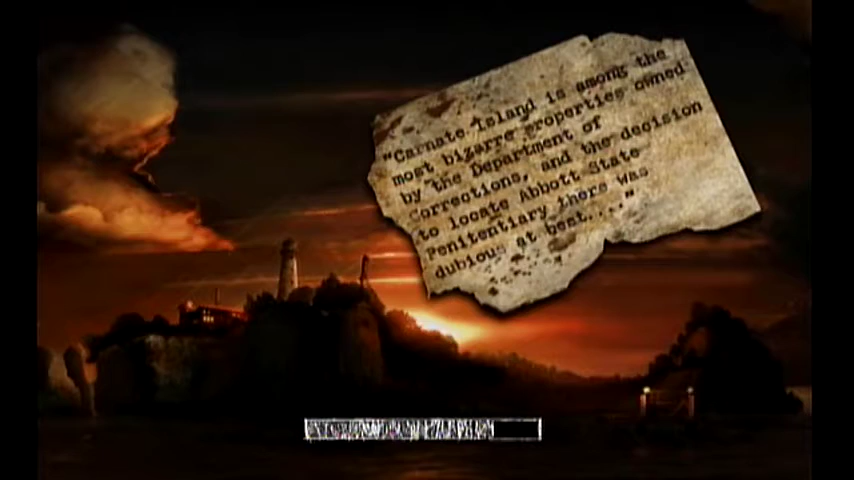 "Carnate Island is among the
most bizarre properties owned
by the Department of
Corrections, and the decision
to locate Abbott State
Penitentiary there was
dubious at best...."